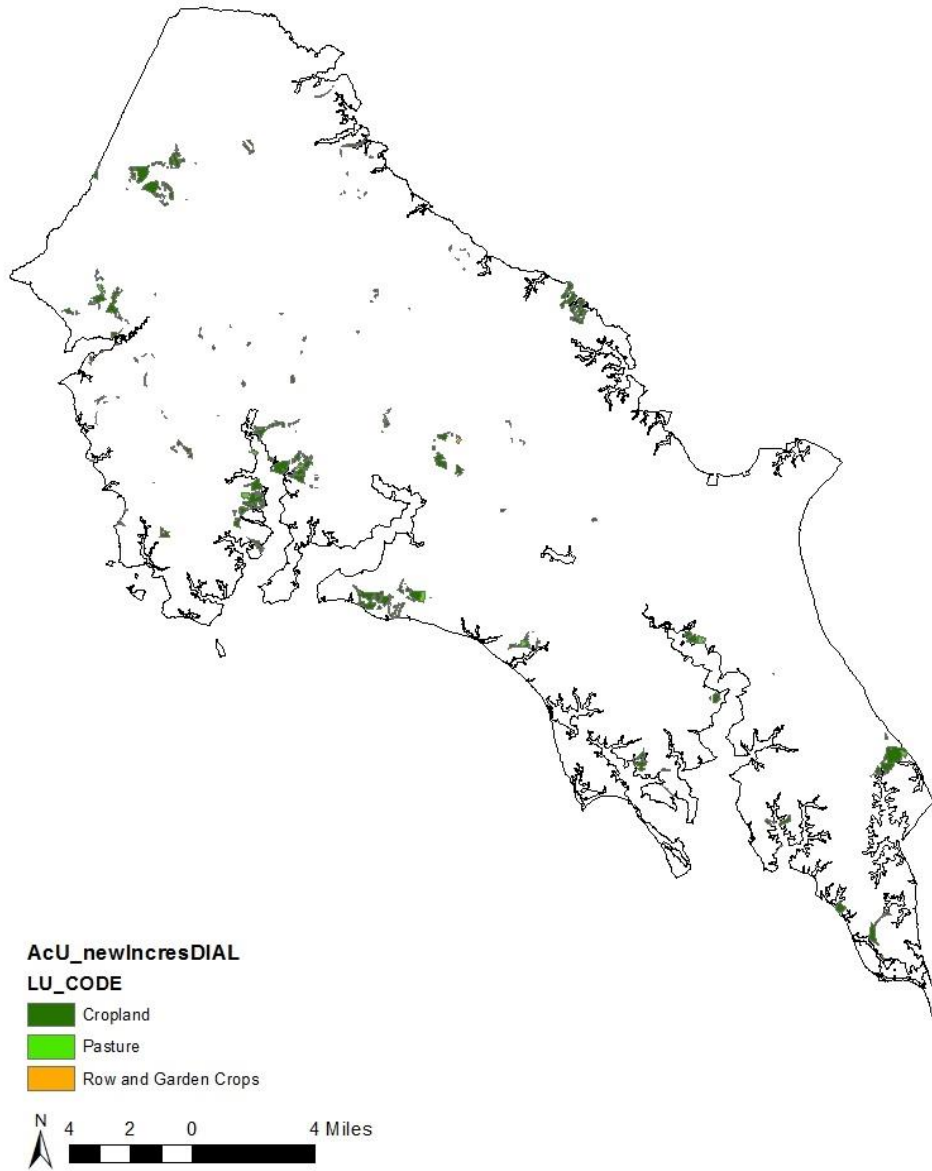 AcU_newIncresDIAL
LU_CODE
Cropland
Pasture
Row and Garden Crops
N
4 2 0 4 Miles